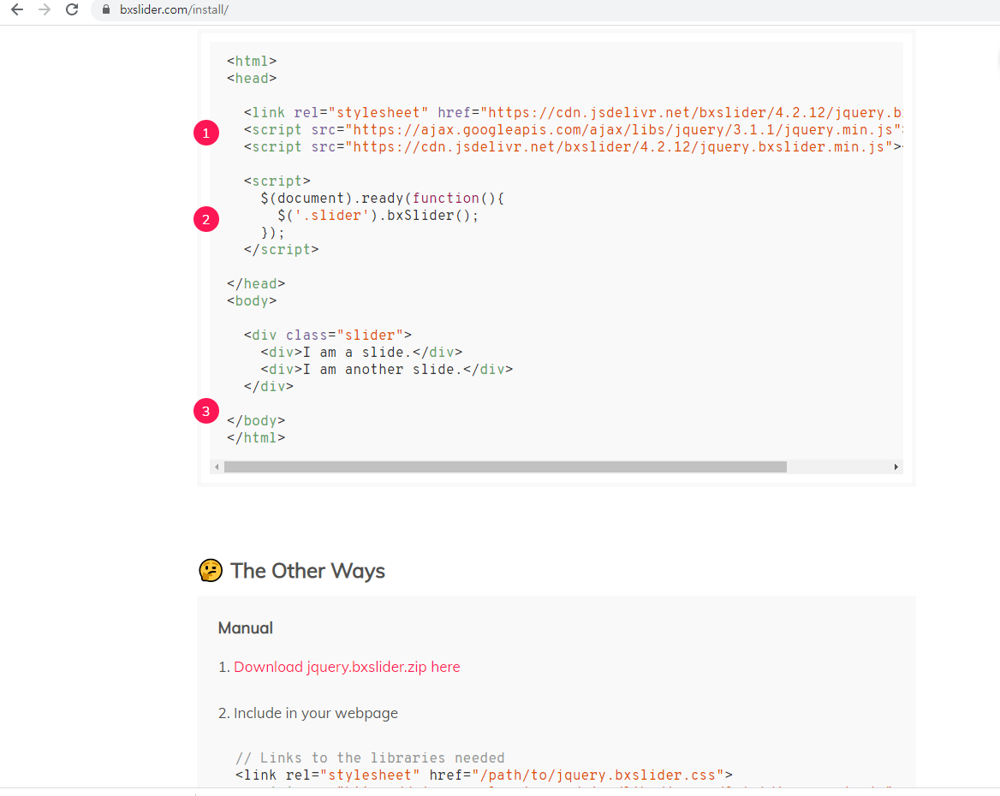 bxslider.com/install/
<html>
<head>
<link rel="stylesheet" href="https://cdn.jsdelivr.net/bxslider/4.2.12/jquery.b
1
<script src="https://ajax.googleapis.com/ajax/libs/jquery/3.1.1/jquery.min.js"
<script src="https://cdn.jsdelivr.net/bxslider/4.2.12/jquery.bxslider.min.js">
<script>
$(document).ready(function(){
2
$('.slider').bxSlider();
});
</script>
</head>
<body>
<div class="slider">
<div>I am a slide.</div>
<div>I am another slide.</div>
</div>
3
</body>
</html>
The Other Ways
Manual
1. Download jquery.bxslider.zip here
2. Include in your webpage
// Links to the libraries needed
<link rel="stylesheet" href="/path/to/jquery.bxslider.css">